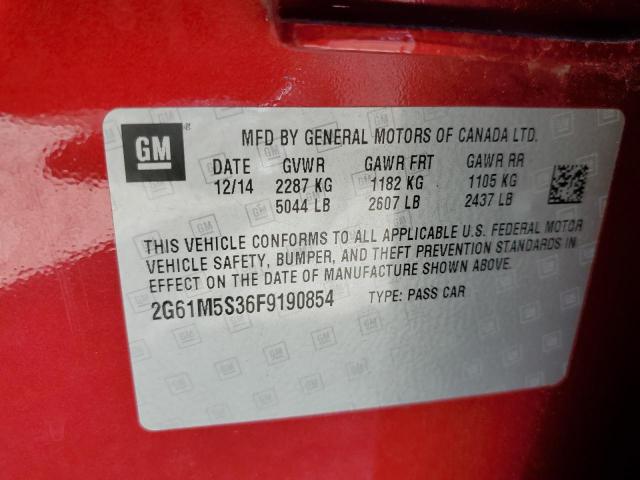 GM ®
MFD BY GENERAL MOTORS OF CANADA LTD.
DATE GVWR GAWR FRT GAWR RR
12/14 2287 KG 1182 KG 1105 KG
5044 LB 2607 LB 2437 LB
THIS VEHICLE CONFORMS TO ALL APPLICABLE U.S. FEDERAL MOTOR
VEHICLE SAFETY, BUMPER, AND THEFT PREVENTION STANDARDS IN
EFFECT ON THE DATE OF MANUFACTURE SHOWN ABOVE.
2G61M5S36F9190854 TYPE: PASS CAR